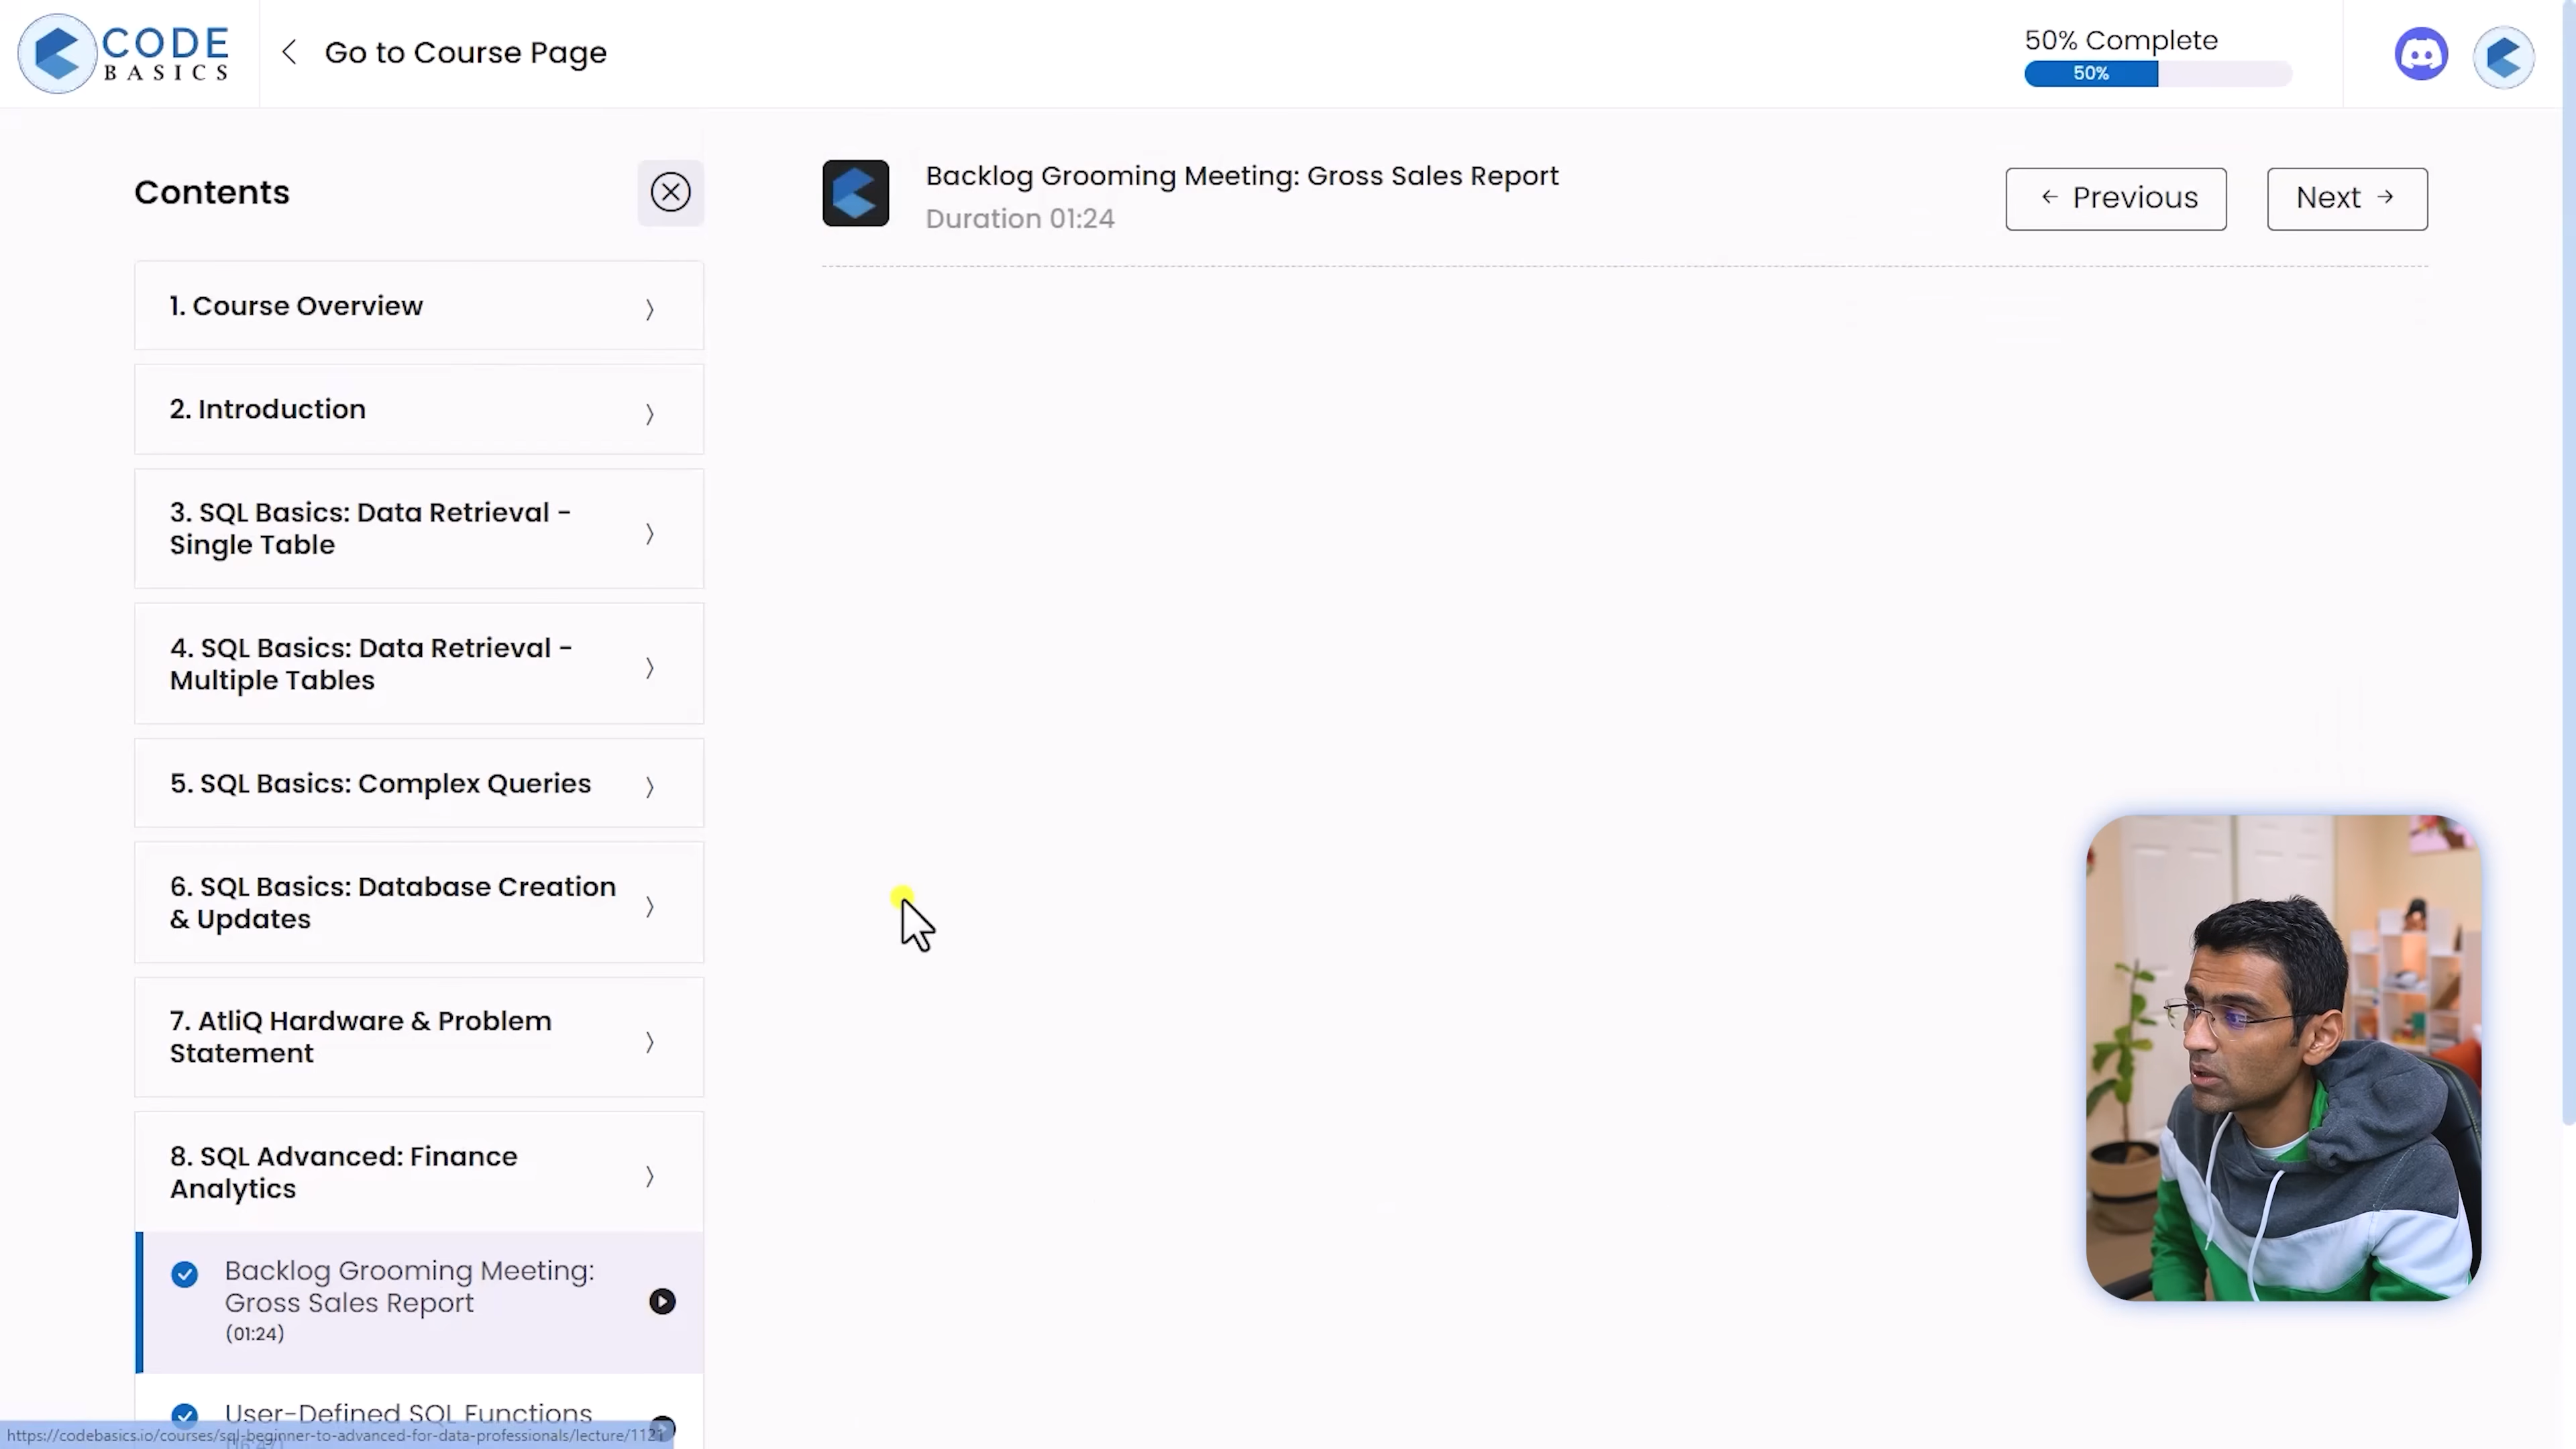 CODE
BASICS
Go to Course Page
50% Complete
50%
Contents
1. Course Overview
2. Introduction
3. SQL Basics: Data Retrieval -
Single Table
4. SQL Basics: Data Retrieval -
Multiple Tables
5. SQL Basics: Complex Queries
6. SQL Basics: Database Creation
& Updates
7. AtliQ Hardware & Problem
Statement
8. SQL Advanced: Finance
Analytics
Backlog Grooming Meeting:
Gross Sales Report
(01:24)
User-Defined SQL Functions
https://codebasics.io/courses/sql-beginner-to-advanced-for-data-professionals/lecture/1121
Backlog Grooming Meeting: Gross Sales Report
Duration 01:24
← Previous
Next →